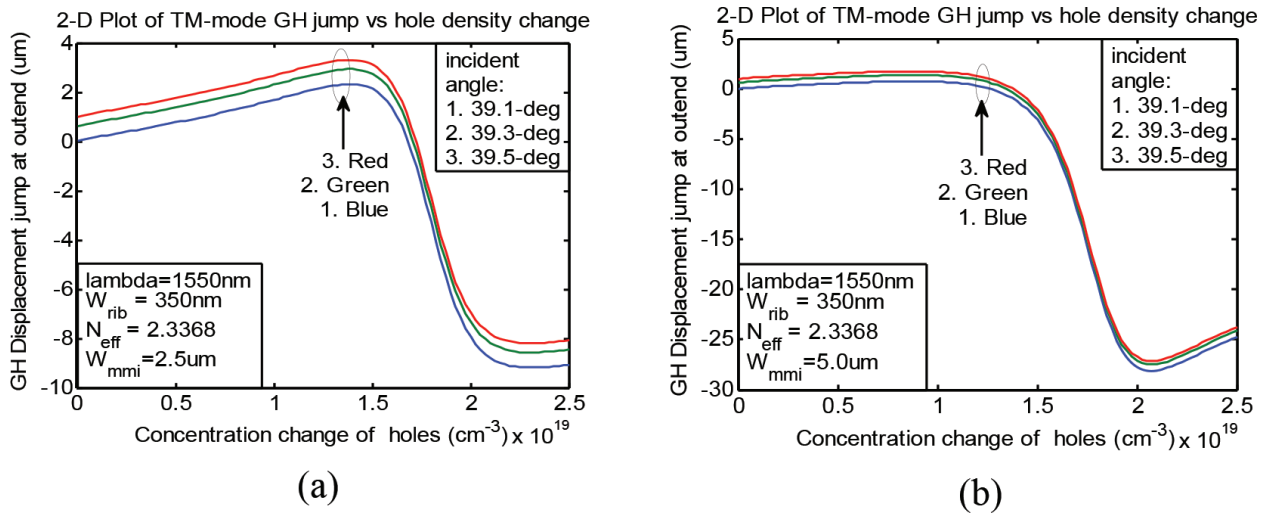 2-D Plot of TM-mode GH jump vs hole density change
GH Displacement jump at outend (um)
4
2
0
-2
-4
-6
-8
-10
incident
angle:
1. 39.1-deg
2. 39.3-deg
3. 39.5-deg
3. Red
2. Green
1. Blue
lambda=1550nm
W_rib = 350nm
N_eff = 2.3368
W_mmi=2.5um
0 0.5 1 1.5 2 2.5
Concentration change of holes (cm⁻³) x 10¹⁹
(a)
2-D Plot of TM-mode GH jump vs hole density change
GH Displacement jump at outend (um)
5
0
-5
-10
-15
-20
-25
-30
incident
angle:
1. 39.1-deg
2. 39.3-deg
3. 39.5-deg
3. Red
2. Green
1. Blue
lambda=1550nm
W_rib = 350nm
N_eff = 2.3368
W_mmi=5.0um
0 0.5 1 1.5 2 2.5
Concentration change of holes (cm⁻³) x 10¹⁹
(b)